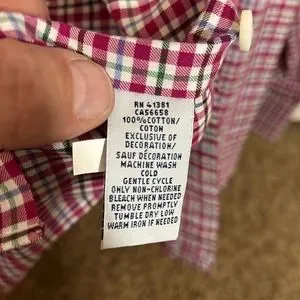 RN 41381
CA56658
100%COTTON/
COTON
EXCLUSIVE OF
DECORATION/
SAUF DÉCORATION
MACHINE WASH
COLD
GENTLE CYCLE
ONLY NON-CHLORINE
BLEACH WHEN NEEDED
REMOVE PROMPTLY
TUMBLE DRY LOW
WARM IRON IF NEEDED